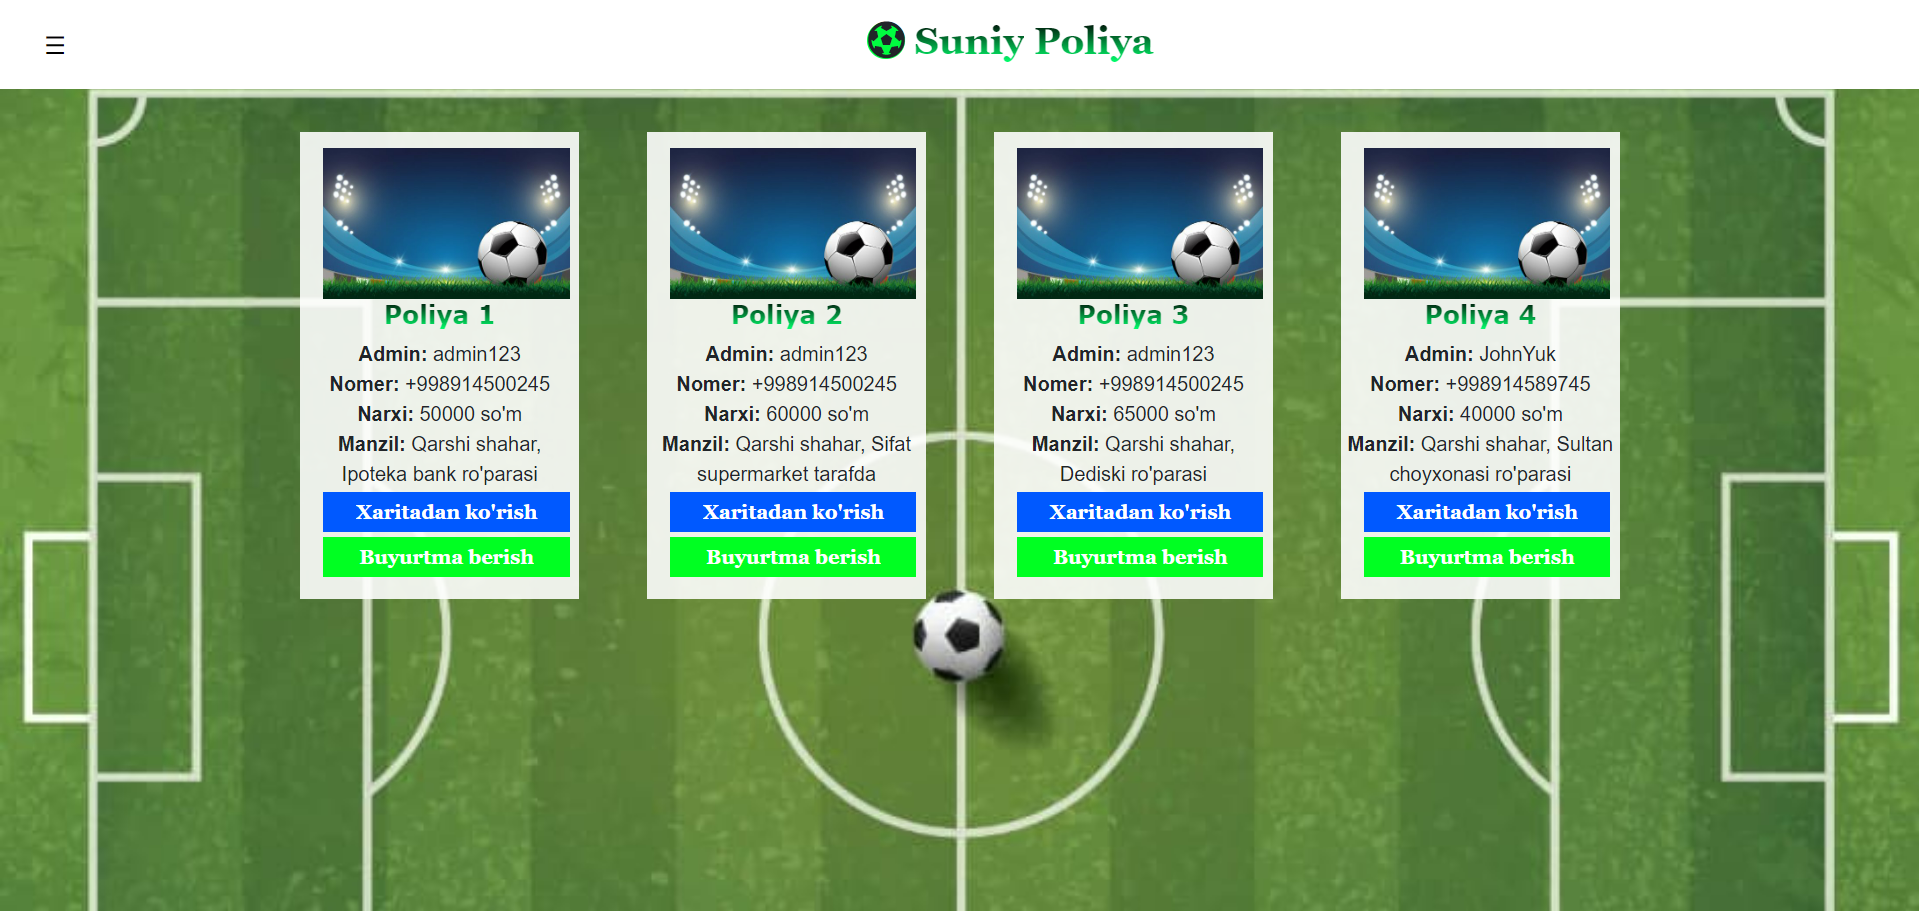 Suniy Poliya
Poliya 1
Admin: admin123
Nomer: +998914500245
Narxi: 50000 so'm
Manzil: Qarshi shahar,
Ipoteka bank ro'parasi
Xaritadan ko'rish
Buyurtma berish
Poliya 2
Admin: admin123
Nomer: +998914500245
Narxi: 60000 so'm
Manzil: Qarshi shahar, Sifat
supermarket tarafda
Xaritadan ko'rish
Buyurtma berish
Poliya 3
Admin: admin123
Nomer: +998914500245
Narxi: 65000 so'm
Manzil: Qarshi shahar,
Dediski ro'parasi
Xaritadan ko'rish
Buyurtma berish
Poliya 4
Admin: JohnYuk
Nomer: +998914589745
Narxi: 40000 so'm
Manzil: Qarshi shahar, Sultan
choyxonasi ro'parasi
Xaritadan ko'rish
Buyurtma berish